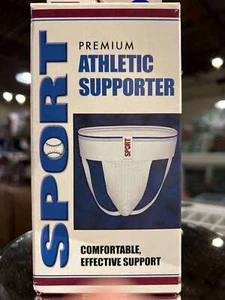 SPORT
PREMIUM
ATHLETIC
SUPPORTER
SPORT
COMFORTABLE,
EFFECTIVE SUPPORT